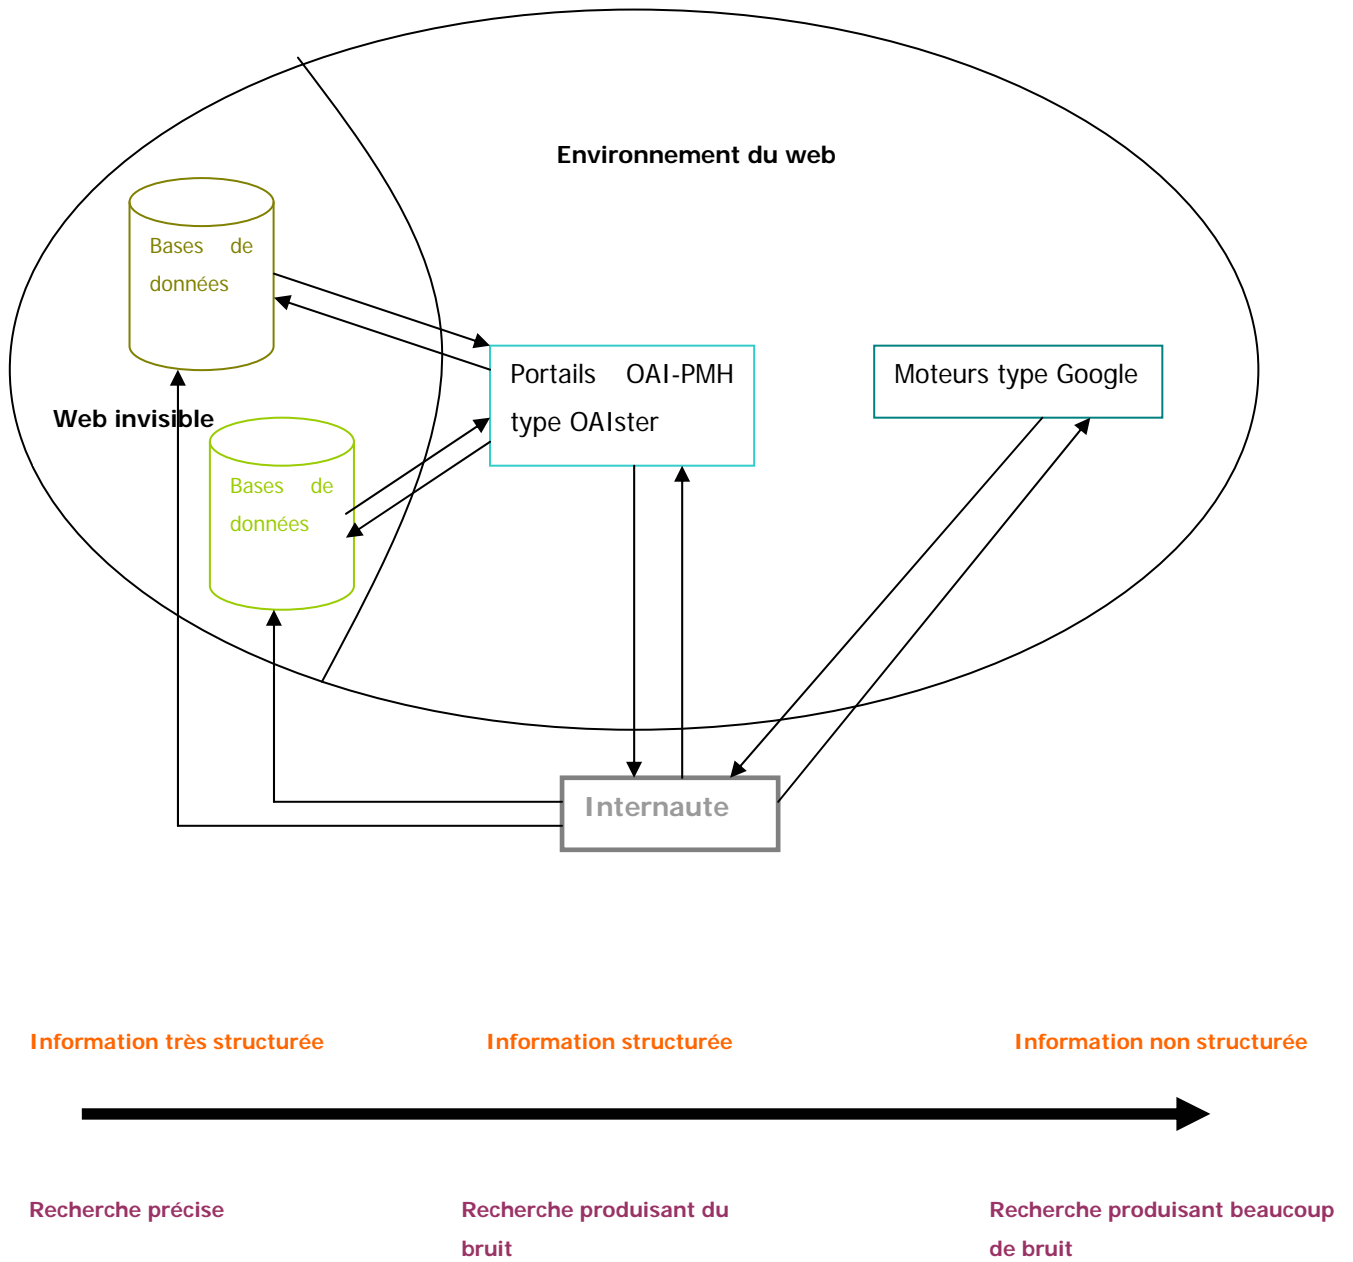 Environnement du web
Bases de
données
Portails OAI-PMH
type OAIster
Moteurs type Google
Web invisible
Bases de
données
Internaute
Information très structurée
Information structurée
Information non structurée
Recherche précise
Recherche produisant du
bruit
Recherche produisant beaucoup
de bruit